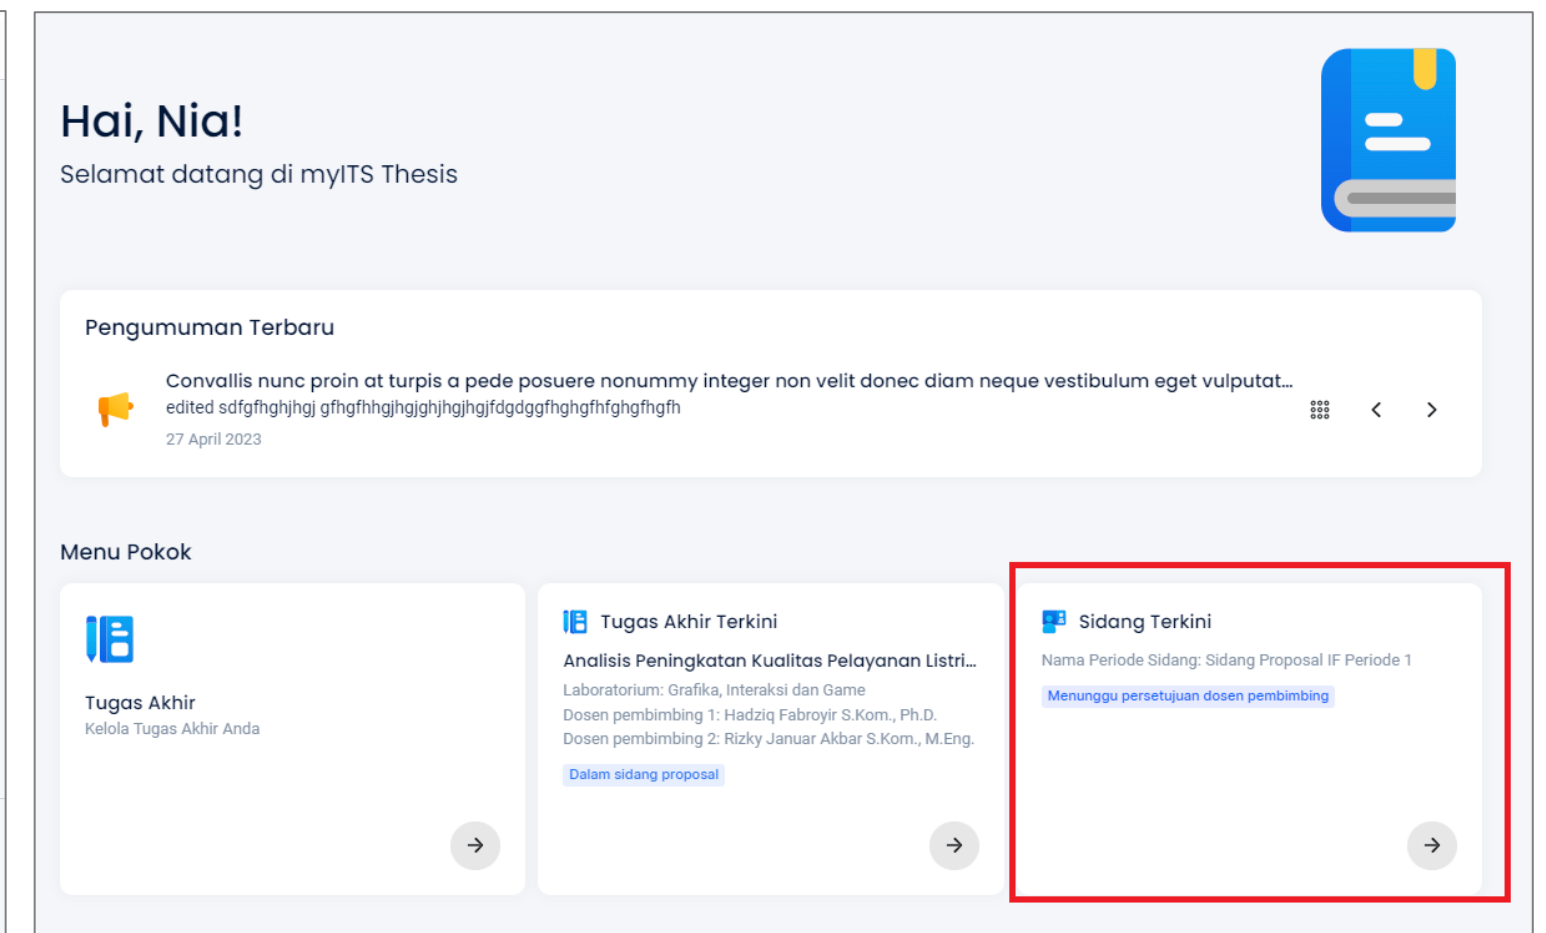 Hai, Nia!
Selamat datang di myITS Thesis
Pengumuman Terbaru
Convallis nunc proin at turpis a pede posuere nonummy integer non velit donec diam neque vestibulum eget vulputat...
edited sdfgfhghjhgj gfhgfhhgjhgjghjhgjhgjfdgdggfhghgfhfghgfhgfh
27 April 2023
Menu Pokok
Tugas Akhir
Kelola Tugas Akhir Anda
Tugas Akhir Terkini
Analisis Peningkatan Kualitas Pelayanan Listri...
Laboratorium: Grafika, Interaksi dan Game
Dosen pembimbing 1: Hadziq Fabroyir S.Kom., Ph.D.
Dosen pembimbing 2: Rizky Januar Akbar S.Kom., M.Eng.
Dalam sidang proposal
Sidang Terkini
Nama Periode Sidang: Sidang Proposal IF Periode 1
Menunggu persetujuan dosen pembimbing